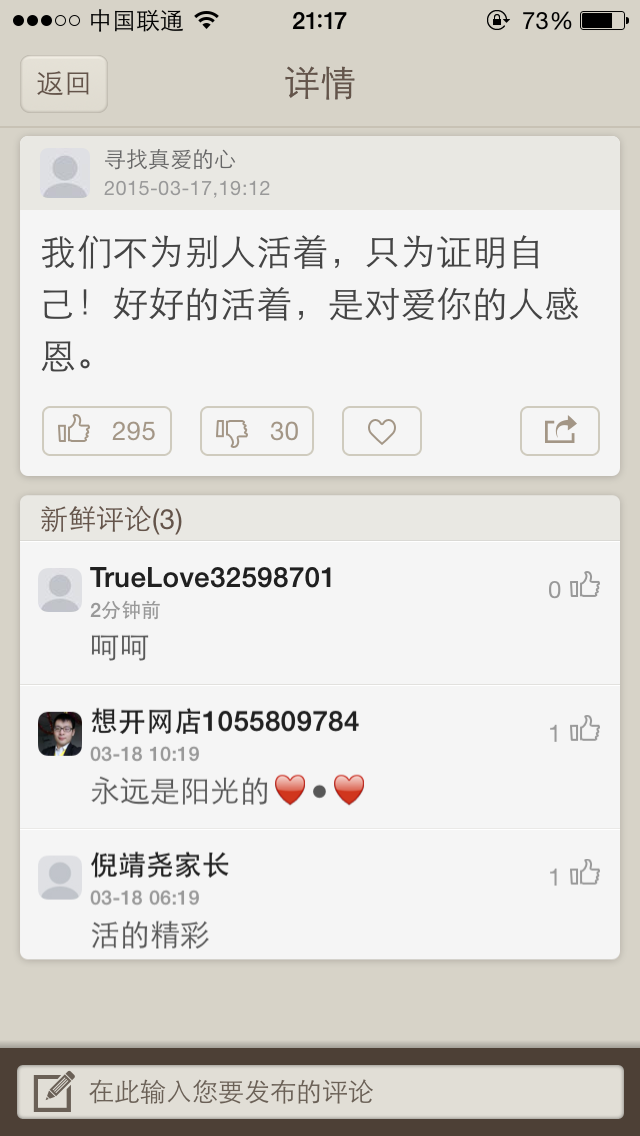 中国联通 21:17 73%
返回 详情
寻找真爱的心
2015-03-17,19:12
我们不为别人活着，只为证明自
己！好好的活着，是对爱你的人感
恩。
295 30
新鲜评论(3)
TrueLove32598701
0
2分钟前
呵呵
想开网店1055809784
1
03-18 10:19
永远是阳光的❤️●❤️
倪靖尧家长
1
03-18 06:19
活的精彩
在此输入您要发布的评论